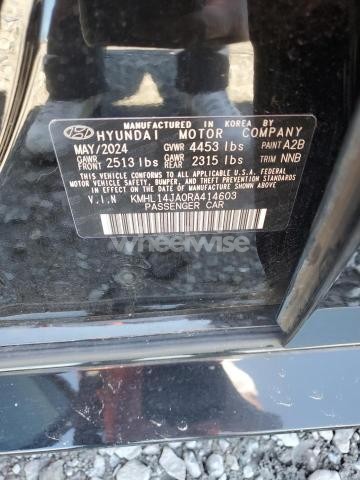 MANUFACTURED IN KOREA BY
HYUNDAI MOTOR COMPANY
MAY/2024 GVWR 4453 lbs PAINT A2B
GAWR FRONT 2513 lbs GAWR REAR 2315 lbs TRIM NNB
THIS VEHICLE CONFORMS TO ALL APPLICABLE U.S.A. FEDERAL
MOTOR VEHICLE SAFETY, BUMPER, AND THEFT PREVENTION
STANDARDS IN EFFECT ON THE DATE OF MANUFACTURE SHOWN
ABOVE.
V.I.N KMHL14JA0RA414603
PASSENGER CAR
Wheelwise